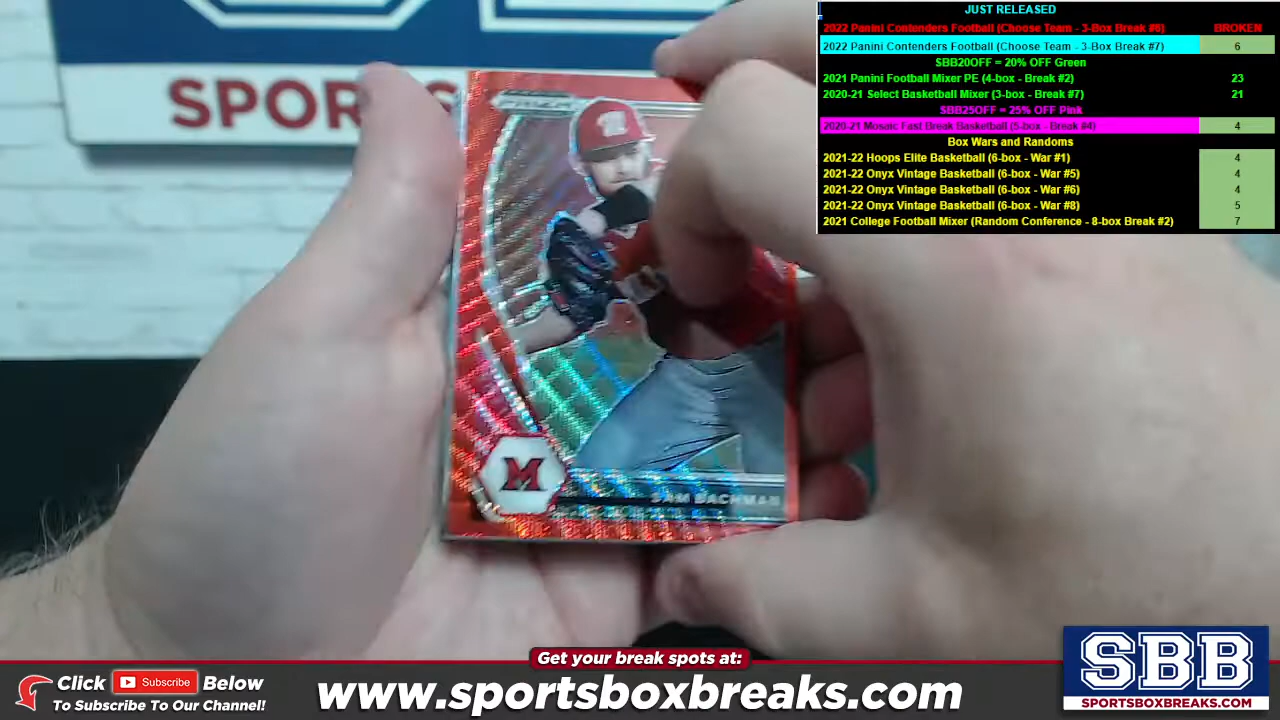 SPO
PRIZM
M
M
SAM BACHMAN
JUST RELEASED
2022 Panini Contenders Football (Choose Team - 3-Box Break #6) BROKEN
2022 Panini Contenders Football (Choose Team - 3-Box Break #7) 6
SBB20OFF = 20% OFF Green
2021 Panini Football Mixer PE (4-box - Break #2) 23
2020-21 Select Basketball Mixer (3-box - Break #7) 21
SBB25OFF = 25% OFF Pink
2020-21 Mosaic Fast Break Basketball (5-box - Break #4) 4
Box Wars and Randoms
2021-22 Hoops Elite Basketball (6-box - War #1) 4
2021-22 Onyx Vintage Basketball (6-box - War #5) 4
2021-22 Onyx Vintage Basketball (6-box - War #6) 4
2021-22 Onyx Vintage Basketball (6-box - War #8) 5
2021 College Football Mixer (Random Conference - 8-box Break #2) 7
Get your break spots at:
Click Subscribe Below
To Subscribe To Our Channel!
www.sportsboxbreaks.com
SBB
SPORTSBOXBREAKS.COM